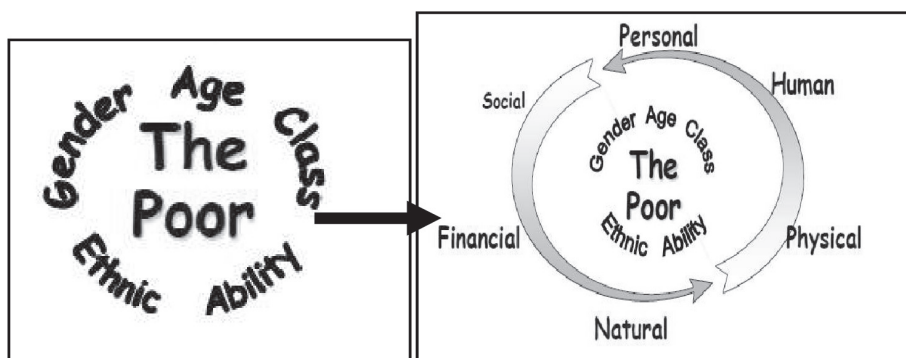 Gender Age Class
The
Poor
Ethnic Ability
Personal
Social
Human
Gender Age Class
The
Poor
Ethnic Ability
Financial
Physical
Natural